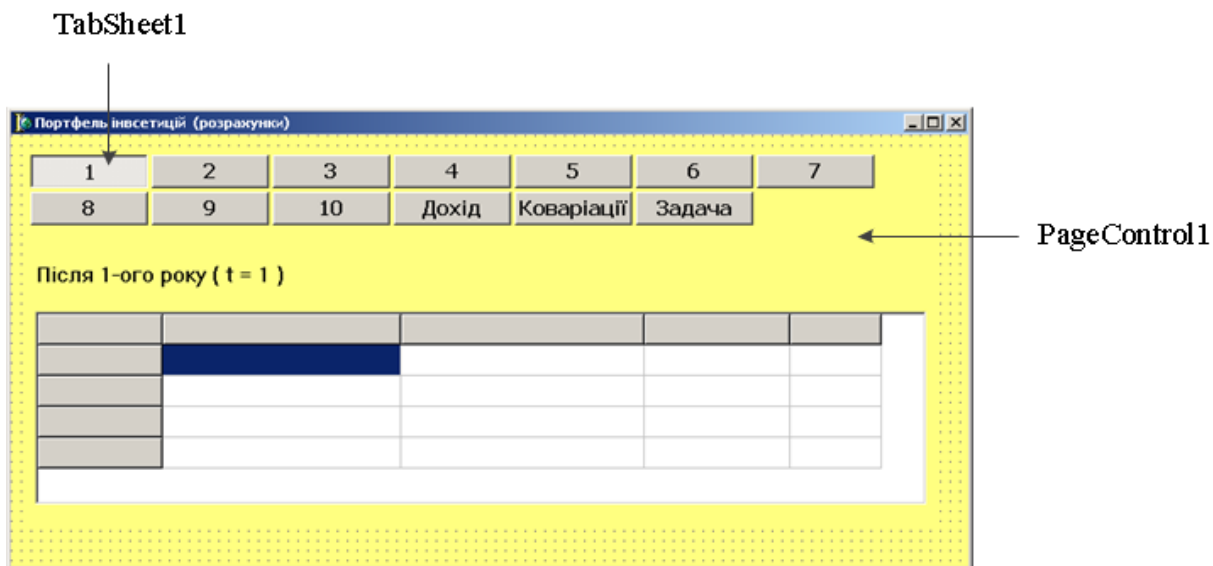 TabSheet1
Портфель інвсетицій (розрахунки)
1 2 3 4 5 6 7
8 9 10 Дохід Коваріації Задача
PageControl1
Після 1-ого року ( t = 1 )